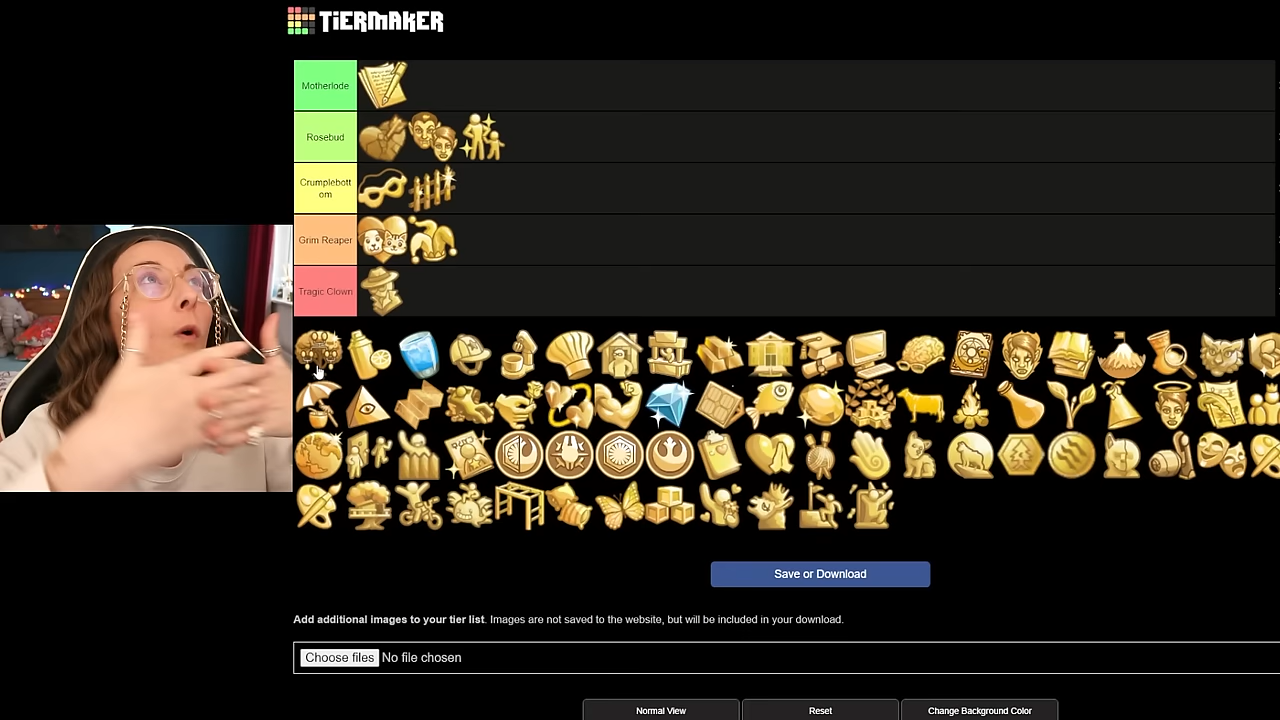 TiERMAKER
Motherlode
Rosebud
Crumplebott
om
Grim Reaper
Tragic Clown
Save or Download
Add additional images to your tier list. Images are not saved to the website, but will be included in your download.
Choose files No file chosen
Normal View
Reset
Change Background Color